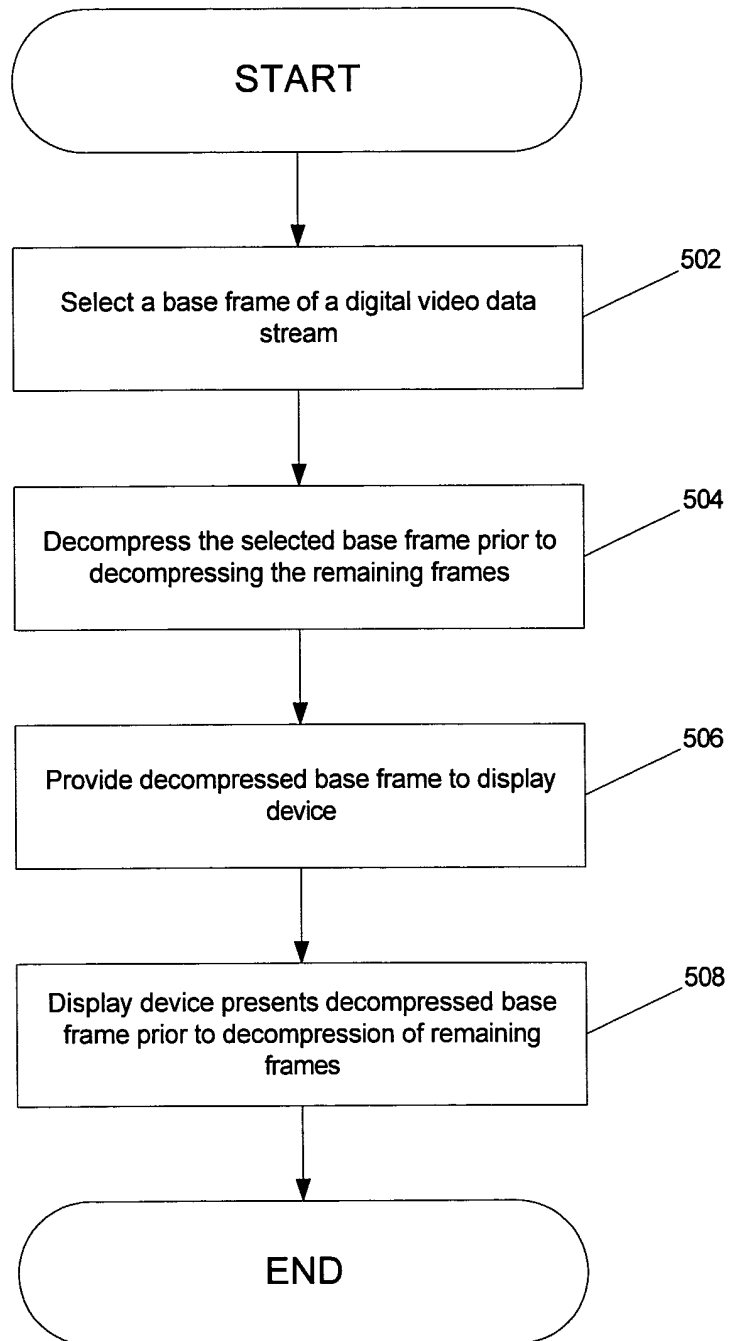 START
502
Select a base frame of a digital video data
stream
504
Decompress the selected base frame prior to
decompressing the remaining frames
506
Provide decompressed base frame to display
device
508
Display device presents decompressed base
frame prior to decompression of remaining
frames
END